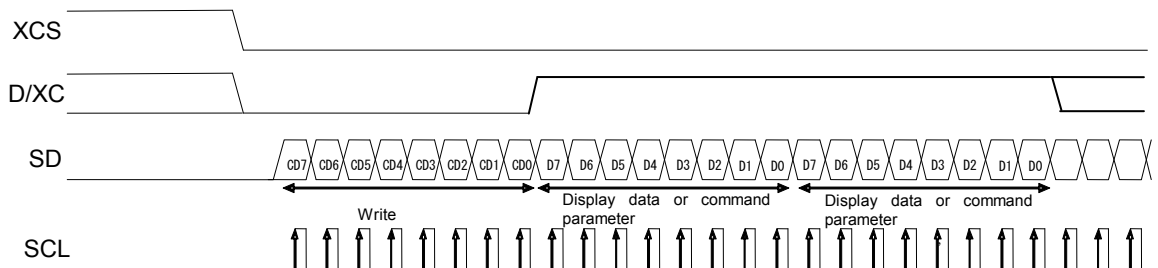 XCS
D/XC
SD
CD7 CD6 CD5 CD4 CD3 CD2 CD1 CD0 D7 D6 D5 D4 D3 D2 D1 D0 D7 D6 D5 D4 D3 D2 D1 D0
Write
Display data or command
parameter
Display data or command
parameter
SCL